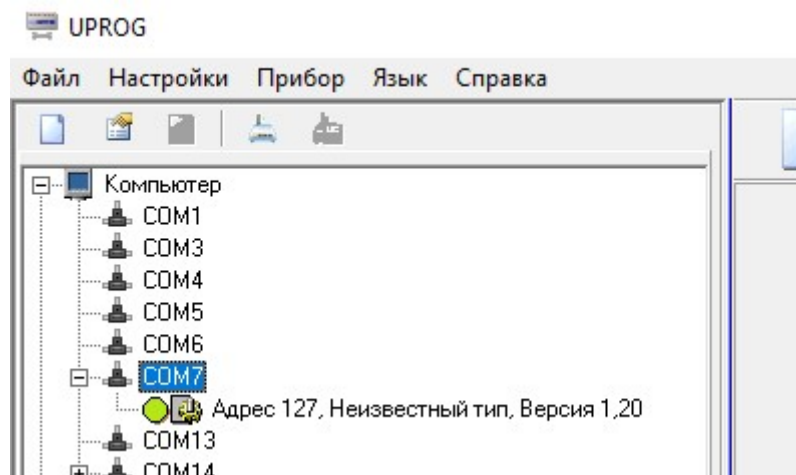 UPROG
Файл Настройки Прибор Язык Справка
Компьютер
COM1
COM3
COM4
COM5
COM6
COM7
Адрес 127, Неизвестный тип, Версия 1,20
COM13
COM14